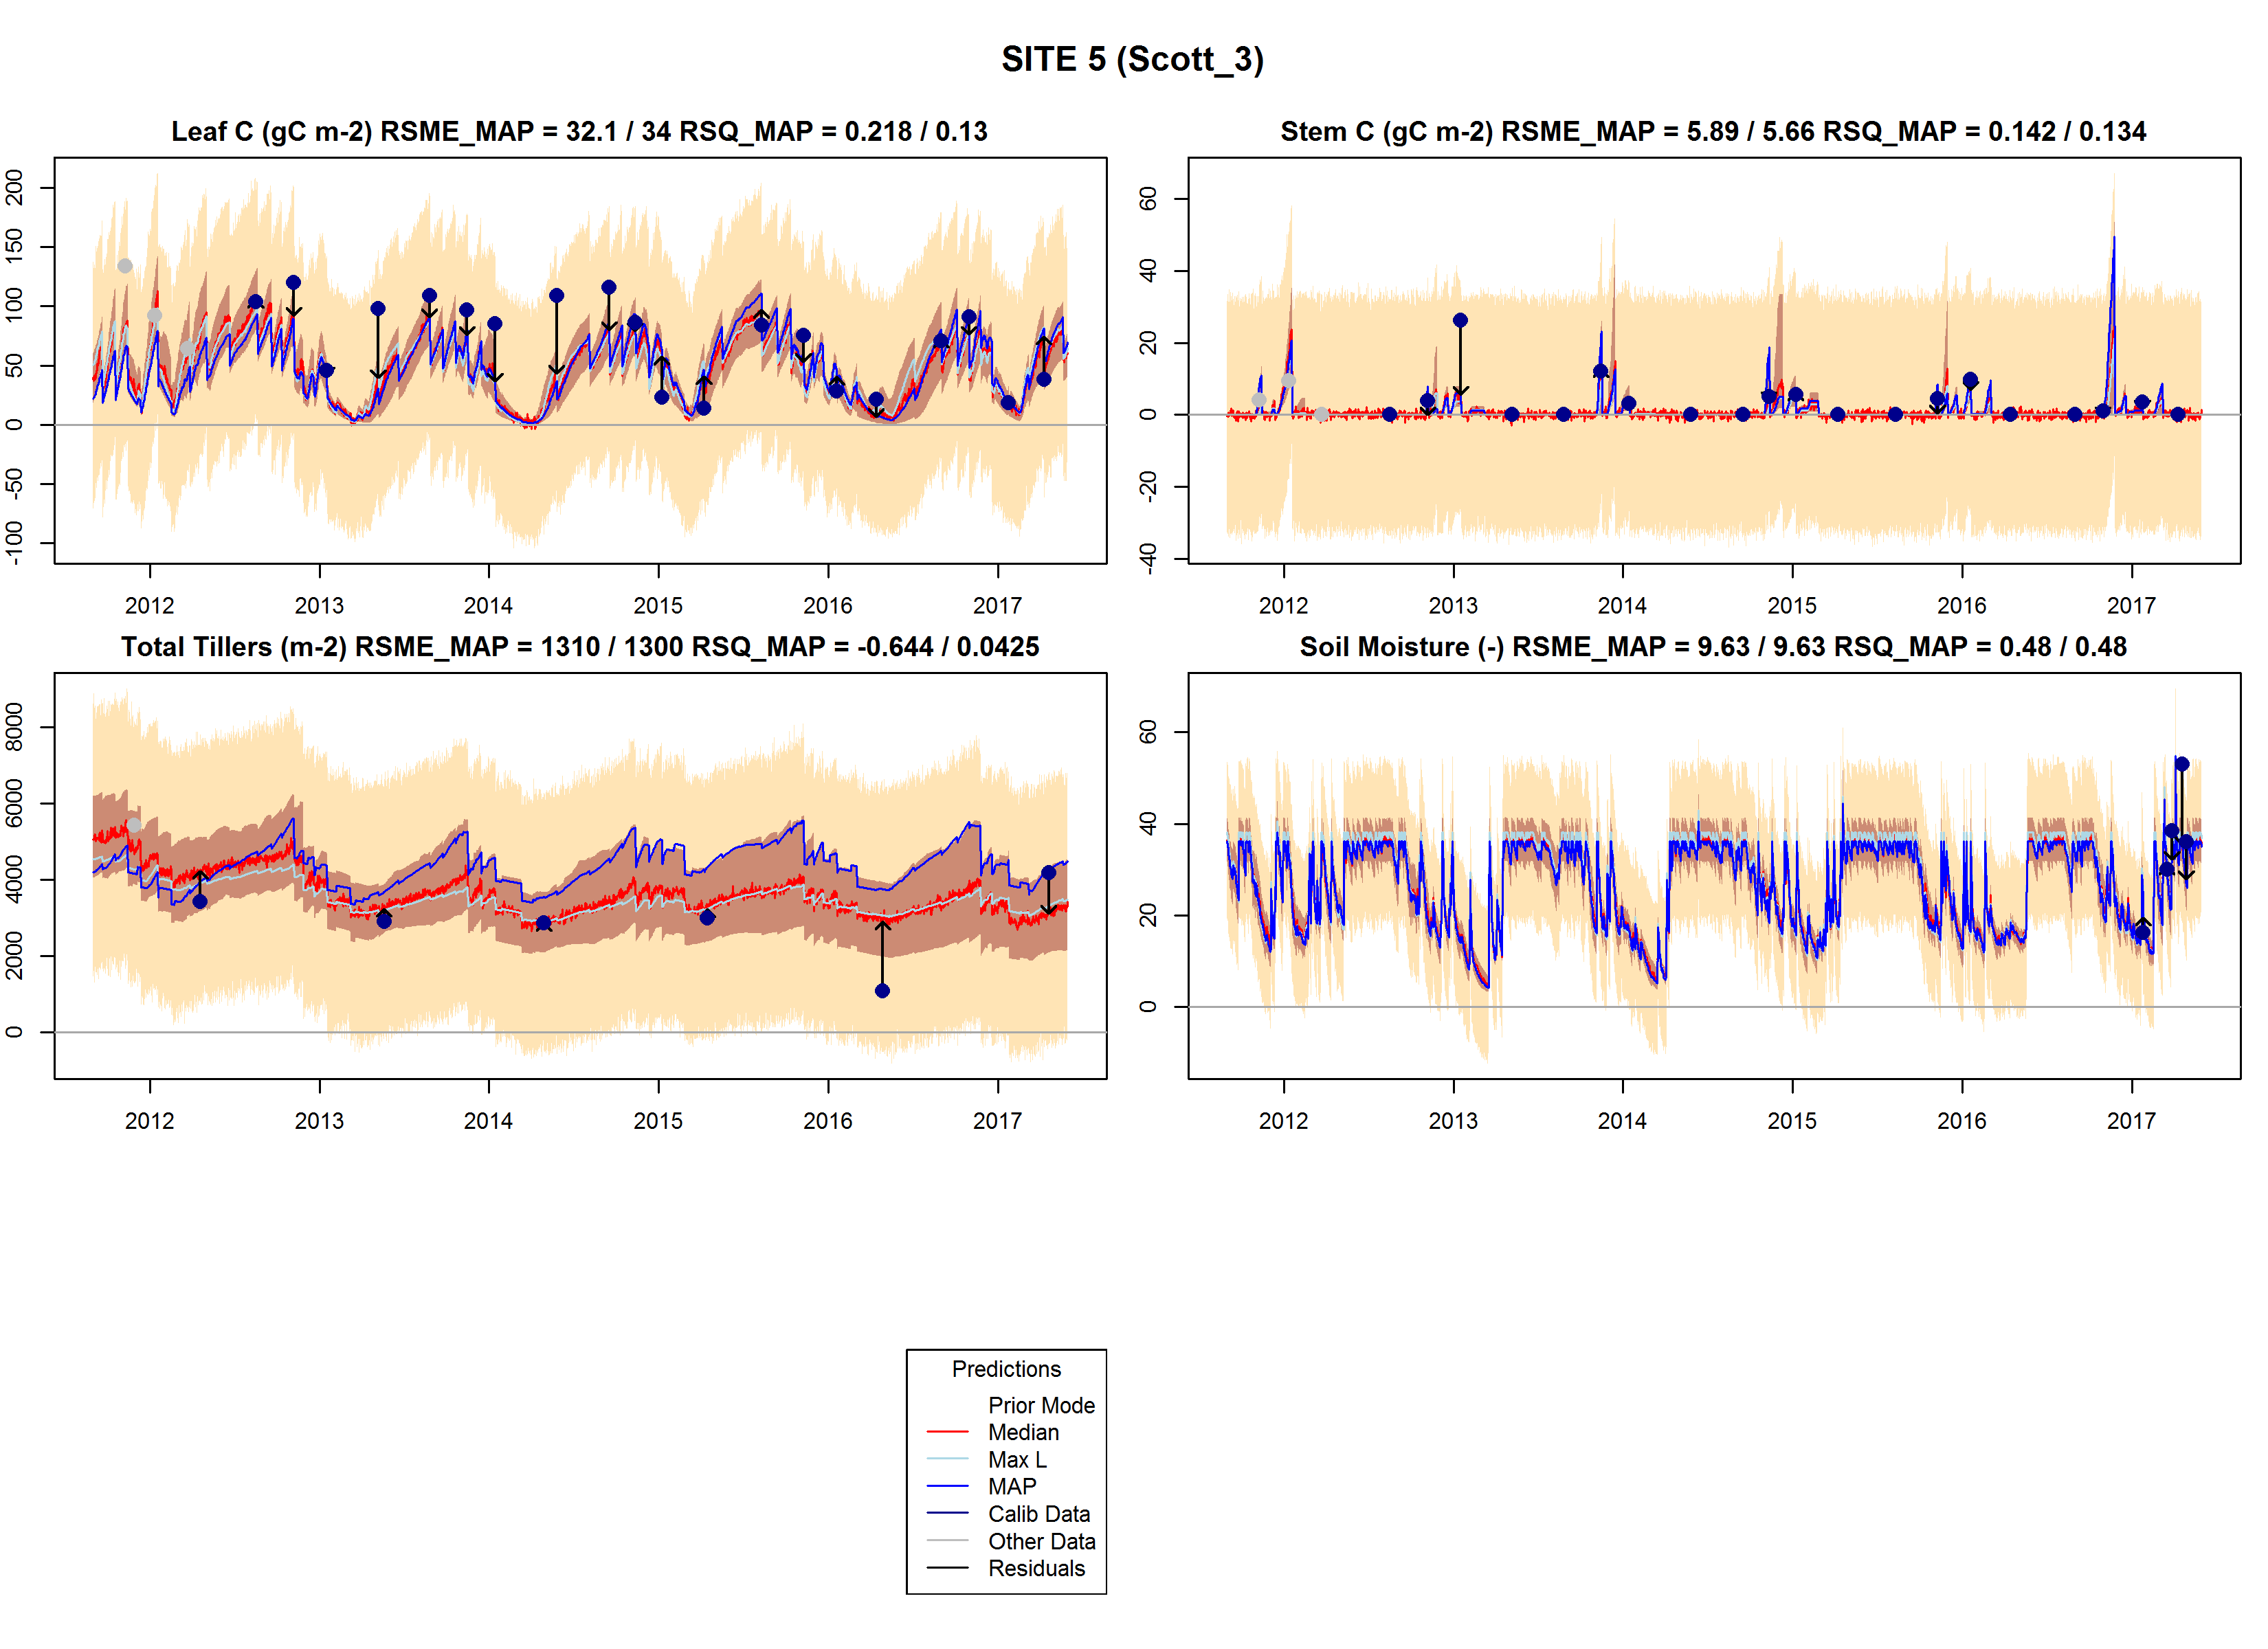 SITE 5 (Scott_3)
Leaf C (gC m-2) RSME_MAP = 32.1 / 34 RSQ_MAP = 0.218 / 0.13
200
150
100
50
0
-50
-100
2012 2013 2014 2015 2016 2017
Stem C (gC m-2) RSME_MAP = 5.89 / 5.66 RSQ_MAP = 0.142 / 0.134
60
40
20
0
-20
-40
2012 2013 2014 2015 2016 2017
Total Tillers (m-2) RSME_MAP = 1310 / 1300 RSQ_MAP = -0.644 / 0.0425
8000
6000
4000
2000
0
2012 2013 2014 2015 2016 2017
Soil Moisture (-) RSME_MAP = 9.63 / 9.63 RSQ_MAP = 0.48 / 0.48
60
40
20
0
2012 2013 2014 2015 2016 2017
Predictions
Prior Mode
Median
Max L
MAP
Calib Data
Other Data
Residuals